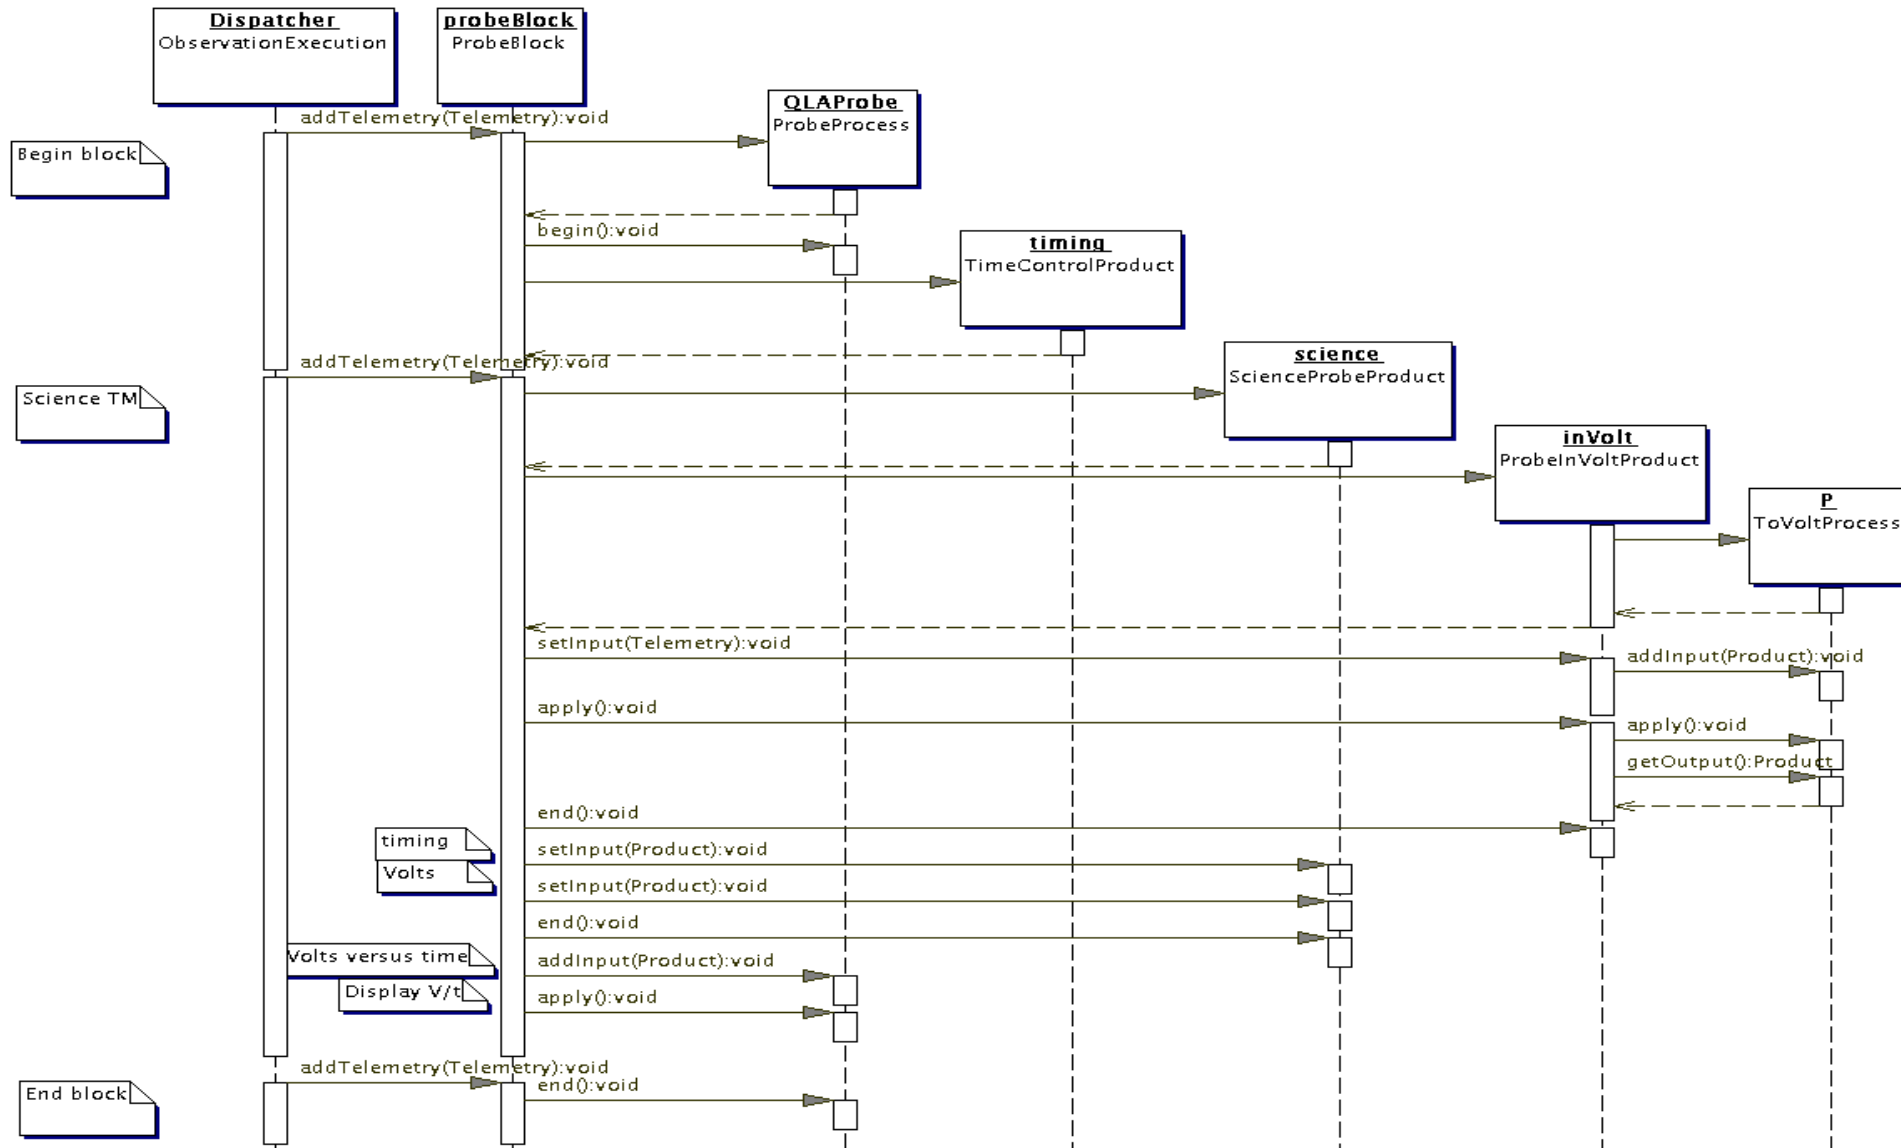 Dispatcher
ObservationExecution
probeBlock
ProbeBlock
QLAProbe
ProbeProcess
addTelemetry(Telemetry):void
Begin block
begin():void
timing
TimeControlProduct
science
ScienceProbeProduct
addTelemetry(Telemetry):void
Science TM
inVolt
ProbeInVoltProduct
P
ToVoltProcess
setInput(Telemetry):void
addInput(Product):void
apply():void
apply():void
getOutput():Product
end():void
timing
setInput(Product):void
Volts
setInput(Product):void
end():void
Volts versus time
addInput(Product):void
Display V/t
apply():void
addTelemetry(Telemetry):void
end():void
End block